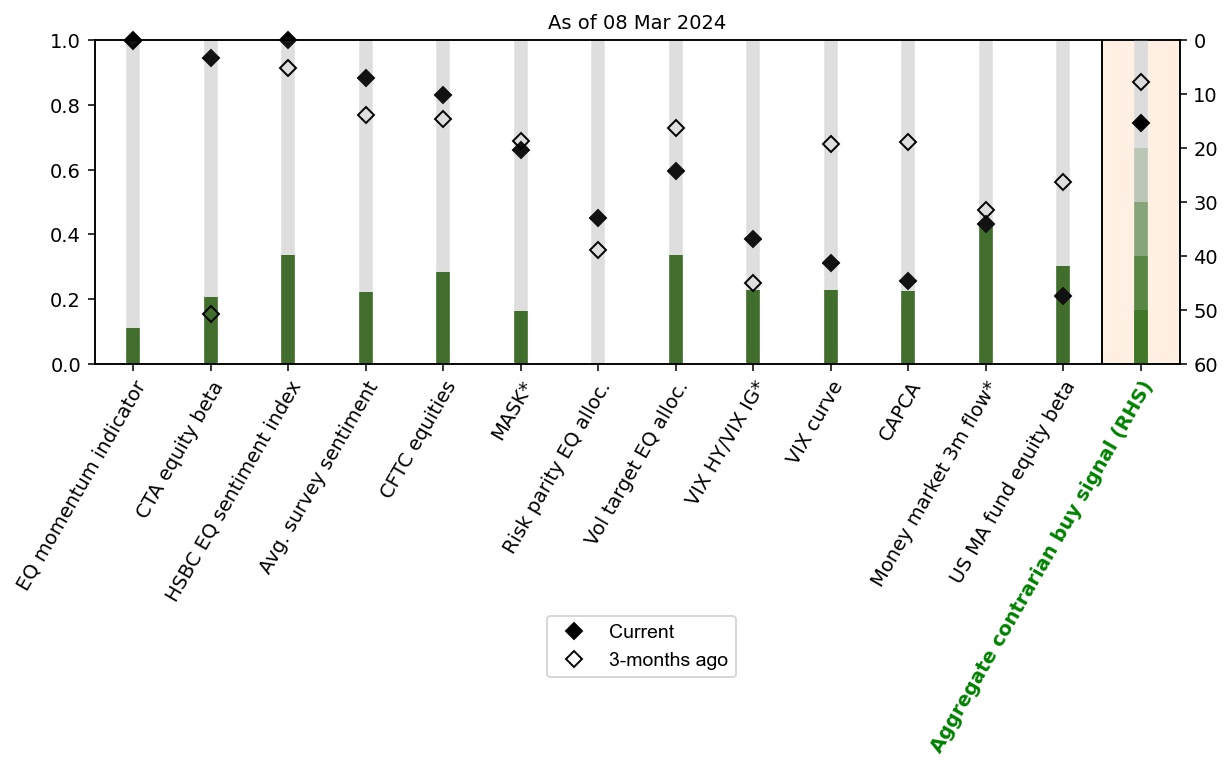 As of 08 Mar 2024
1.0
0.8
0.6
0.4
0.2
0.0
0
10
20
30
40
50
60
EQ momentum indicator
CTA equity beta
HSBC EQ sentiment index
Avg. survey sentiment
CFTC equities
MASK*
Risk parity EQ alloc.
Vol target EQ alloc.
VIX HY/VIX IG*
VIX curve
CAPCA
Money market 3m flow*
US MA fund equity beta
Aggregate contrarian buy signal (RHS)
Current
3-months ago